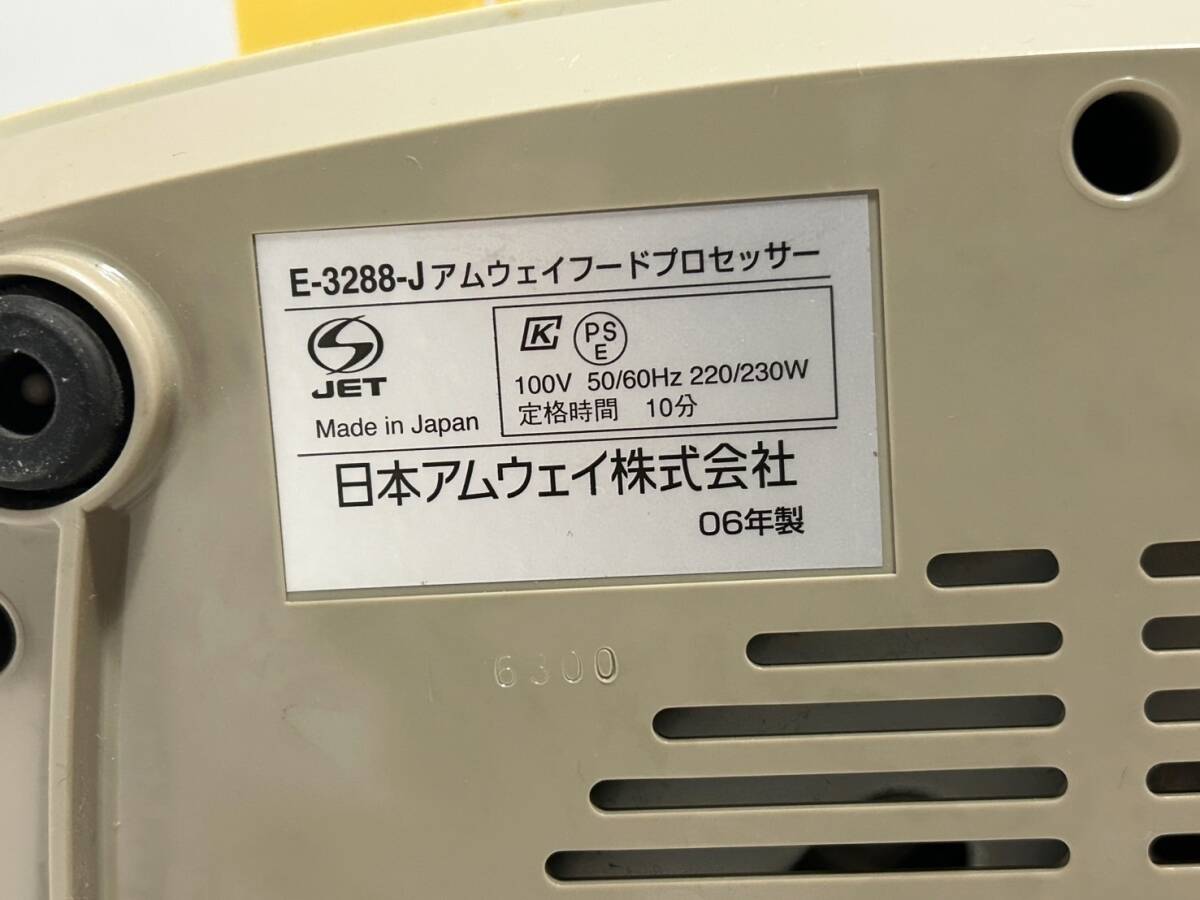 E-3288-J アムウェイフードプロセッサー
JET
Made in Japan
K PS E
100V 50/60Hz 220/230W
定格時間 10分
日本アムウェイ株式会社
06年製
6300